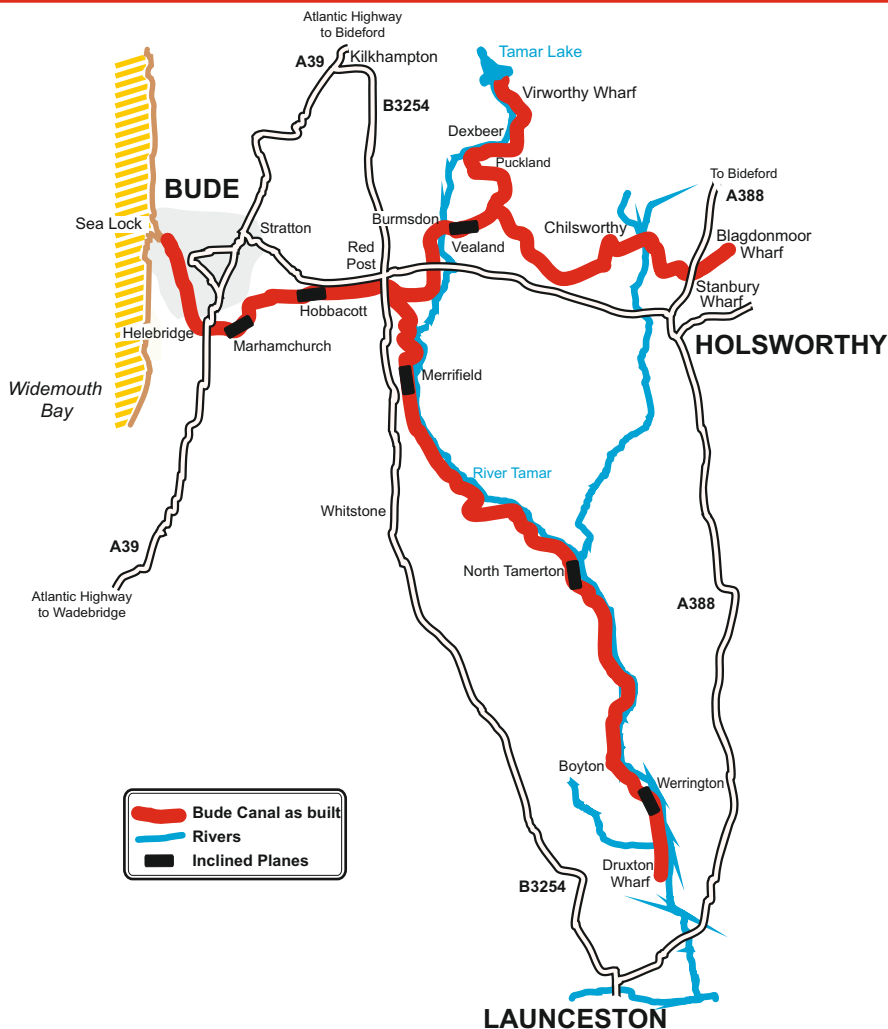 Atlantic Highway
to Bideford
A39
Kilkhampton
Tamar Lake
B3254
Virworthy Wharf
Dexbeer
Puckland
To Bideford
A388
BUDE
Sea Lock
Stratton
Burmsdon
Chilsworthy
Blagdonmoor
Wharf
Red
Post
Vealand
Stanbury
Wharf
Hobbacott
Helebridge
Marhamchurch
HOLSWORTHY
Merrifield
Widemouth
Bay
River Tamar
Whitstone
A39
North Tamerton
Atlantic Highway
to Wadebridge
A388
Boyton
Werrington
Bude Canal as built
Rivers
Inclined Planes
Druxton
Wharf
B3254
LAUNCESTON